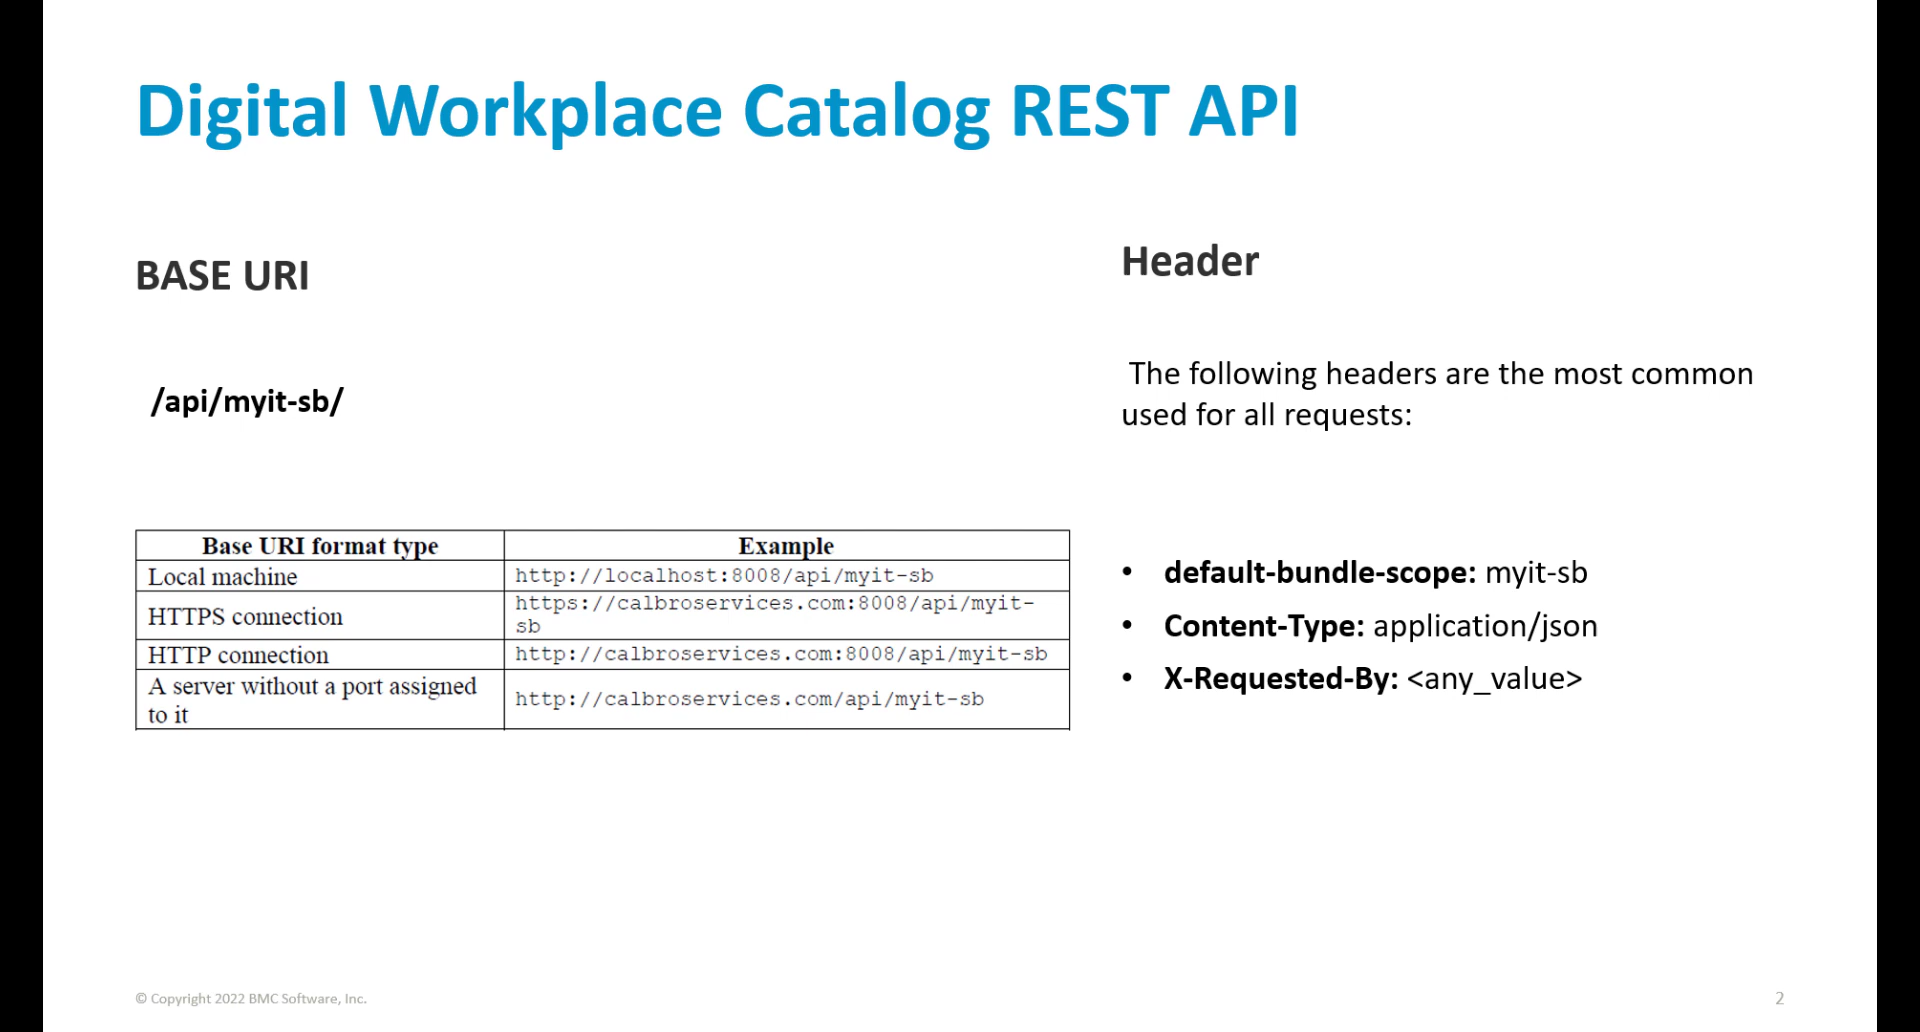 Digital Workplace Catalog REST API
BASE URI
/api/myit-sb/
Base URI format type Example
Local machine http://localhost:8008/api/myit-sb
HTTPS connection https://calbroservices.com:8008/api/myit-
sb
HTTP connection http://calbroservices.com:8008/api/myit-sb
A server without a port assigned
to it http://calbroservices.com/api/myit-sb
Header
The following headers are the most common
used for all requests:
• default-bundle-scope: myit-sb
• Content-Type: application/json
• X-Requested-By: <any_value>
© Copyright 2022 BMC Software, Inc.
2